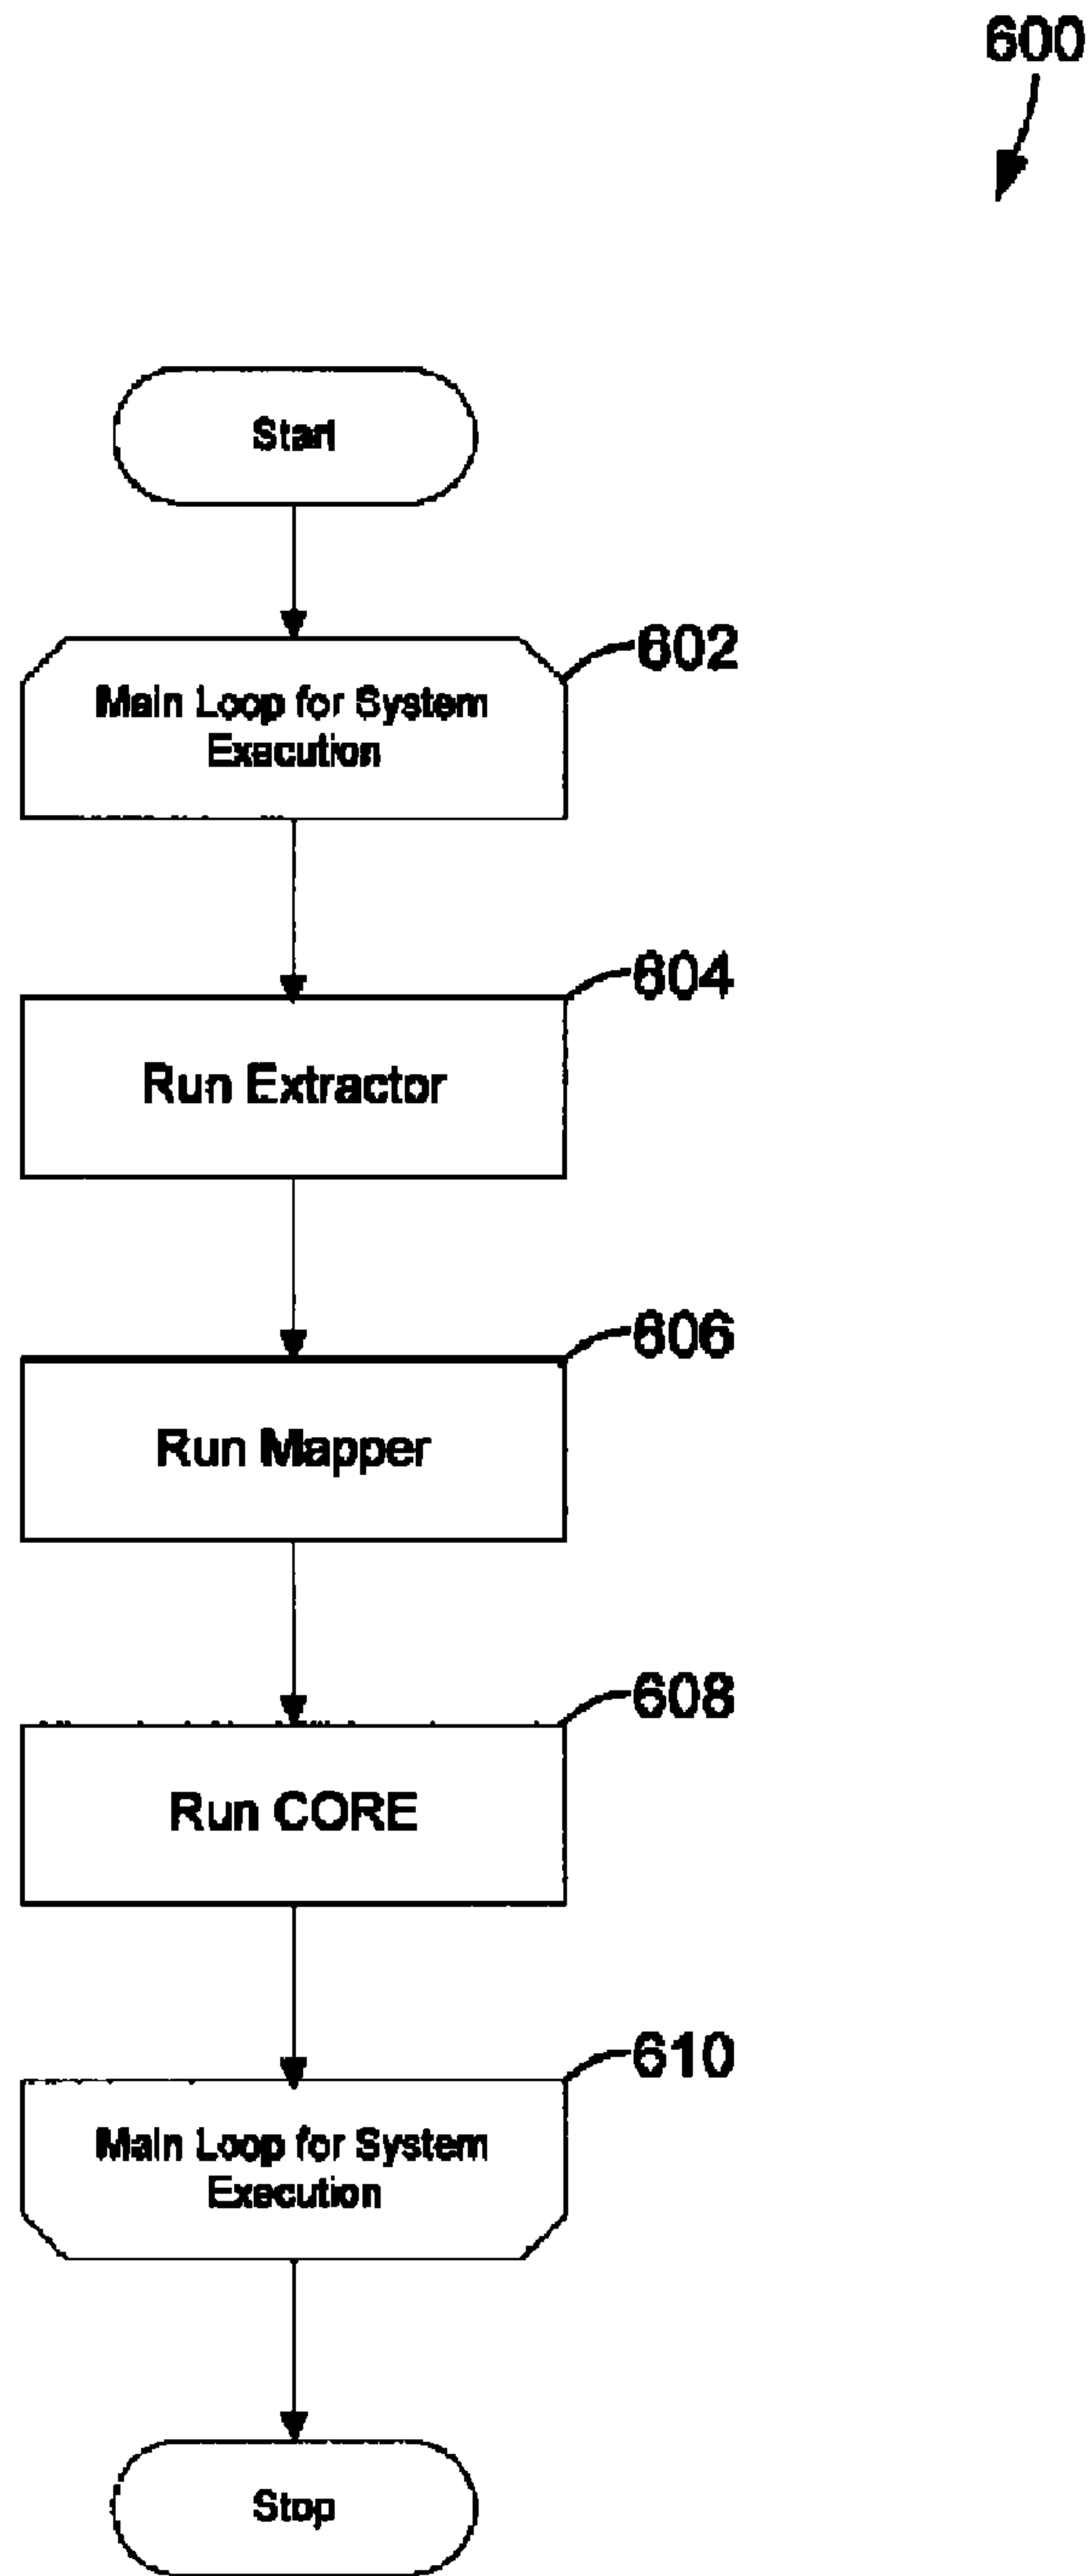 600
Start
602
Main Loop for System
Execution
604
Run Extractor
606
Run Mapper
608
Run CORE
610
Main Loop for System
Execution
Stop